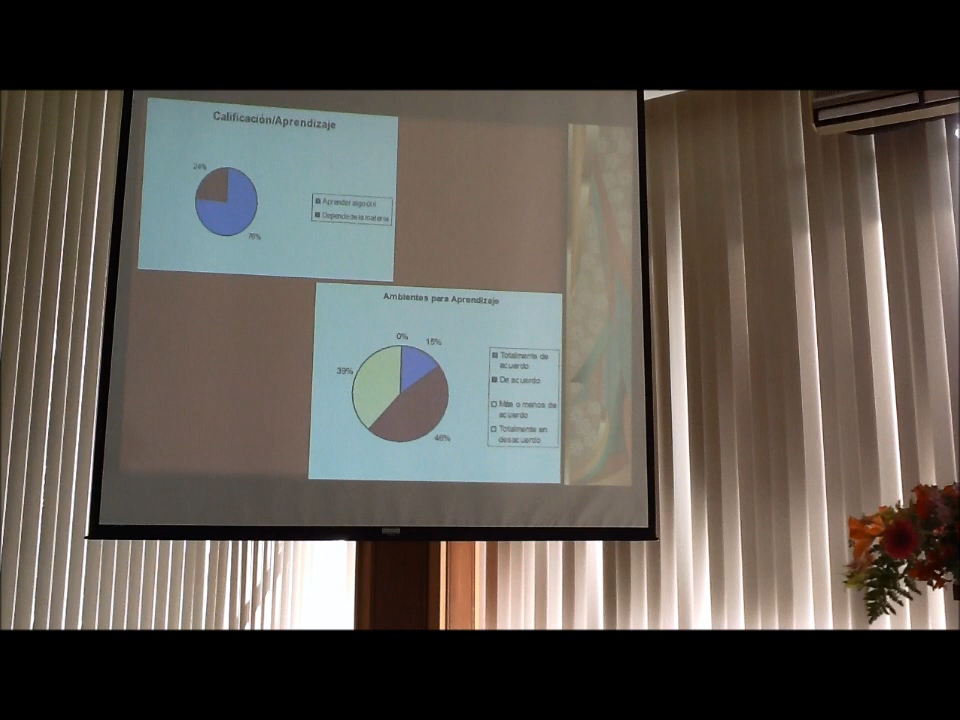 Calificación/Aprendizaje
24%
Aprender algo útil
Depende de la materia
76%
Ambientes para Aprendizaje
0%
15%
39%
46%
Totalmente de
acuerdo
De acuerdo
Más o menos de
acuerdo
Totalmente en
desacuerdo